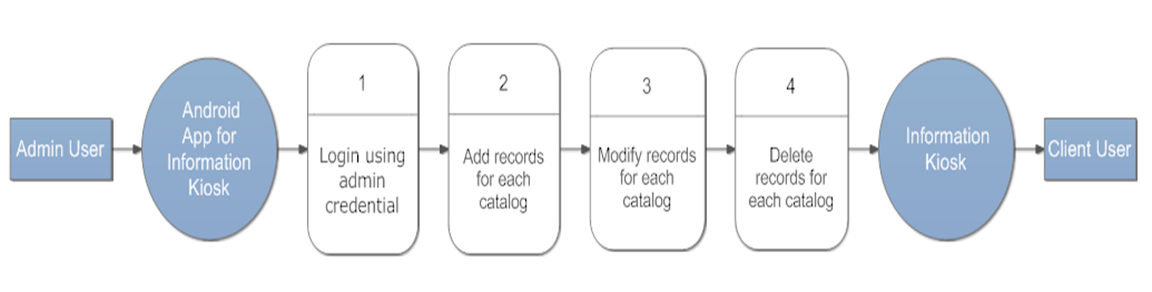 Admin User
Android
App for
Information
Kiosk
1
Login using
admin
credential
2
Add records
for each
catalog
3
Modify records
for each
catalog
4
Delete
records for
each catalog
Information
Kiosk
Client User